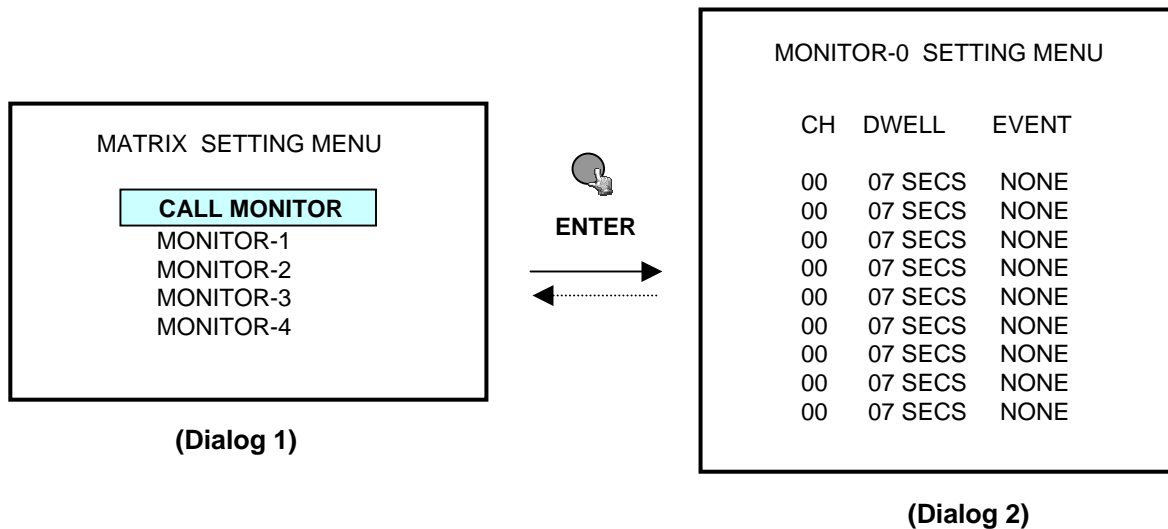 MATRIX SETTING MENU
CALL MONITOR
MONITOR-1
MONITOR-2
MONITOR-3
MONITOR-4
(Dialog 1)
ENTER
MONITOR-0 SETTING MENU
CH DWELL EVENT
00 07 SECS NONE
00 07 SECS NONE
00 07 SECS NONE
00 07 SECS NONE
00 07 SECS NONE
00 07 SECS NONE
00 07 SECS NONE
00 07 SECS NONE
00 07 SECS NONE
(Dialog 2)